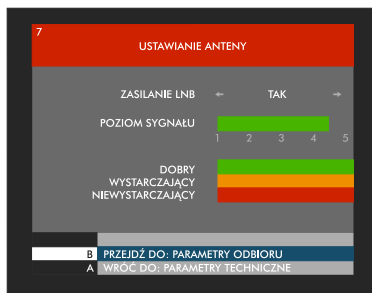 7
USTAWIANIE ANTENY
ZASILANIE LNB ← TAK →
POZIOM SYGNAŁU
1 2 3 4 5
DOBRY
WYSTARCZAJĄCY
NIEWYSTARCZAJĄCY
B PRZEJDŹ DO: PARAMETRY ODBIORU
A WRÓĆ DO: PARAMETRY TECHNICZNE